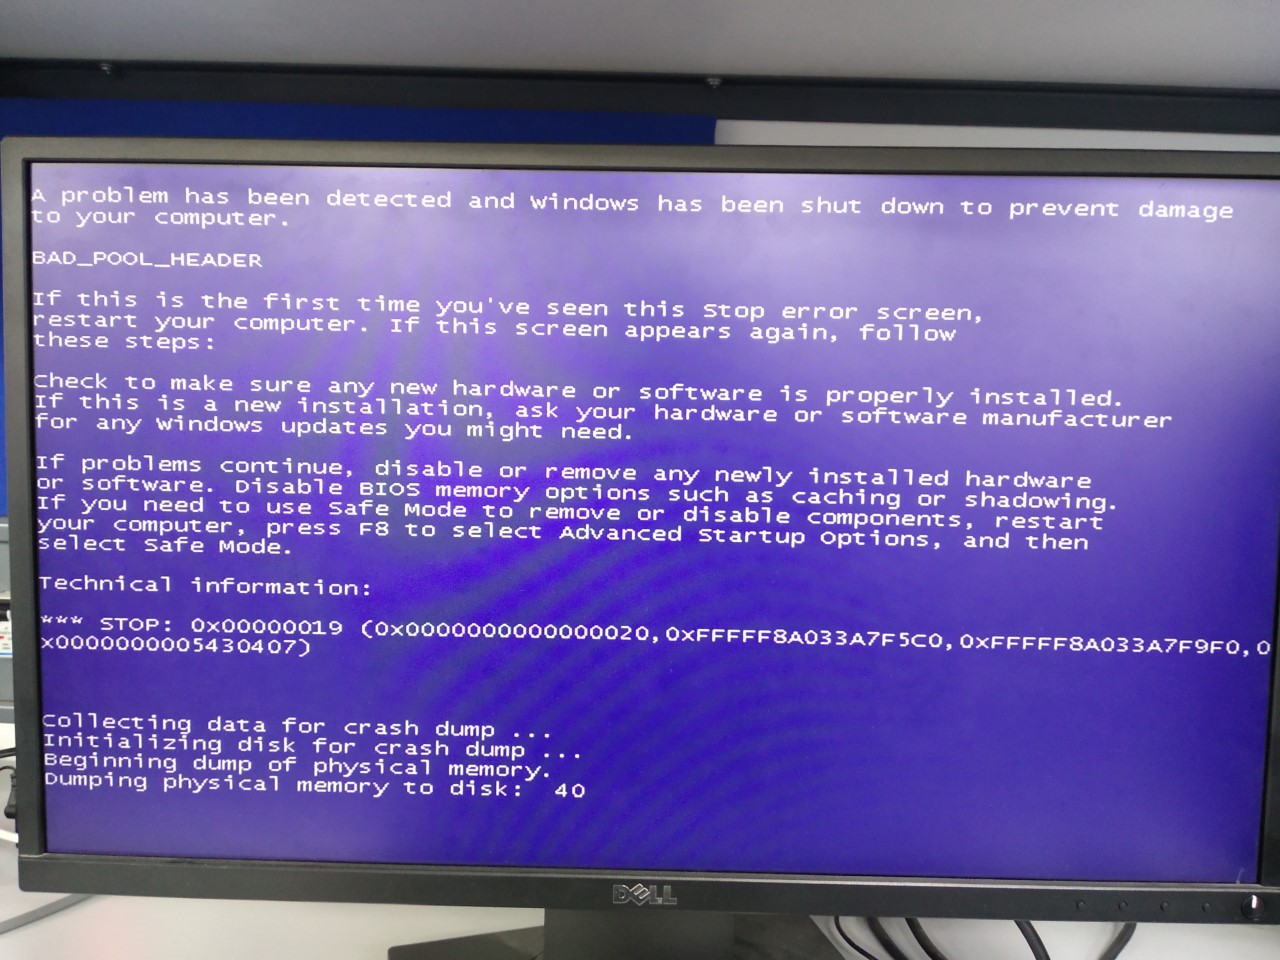 A problem has been detected and Windows has been shut down to prevent damage
to your computer.
BAD_POOL_HEADER
If this is the first time you've seen this Stop error screen,
restart your computer. If this screen appears again, follow
these steps:
Check to make sure any new hardware or software is properly installed.
If this is a new installation, ask your hardware or software manufacturer
for any Windows updates you might need.
If problems continue, disable or remove any newly installed hardware
or software. Disable BIOS memory options such as caching or shadowing.
If you need to use Safe Mode to remove or disable components, restart
your computer, press F8 to select Advanced Startup Options, and then
select Safe Mode.
Technical information:
*** STOP: 0x00000019 (0x0000000000000020,0xFFFFF8A033A7F5C0,0xFFFFF8A033A7F9F0,0
x0000000005430407)
Collecting data for crash dump ...
Initializing disk for crash dump ...
Beginning dump of physical memory.
Dumping physical memory to disk:  40
DELL